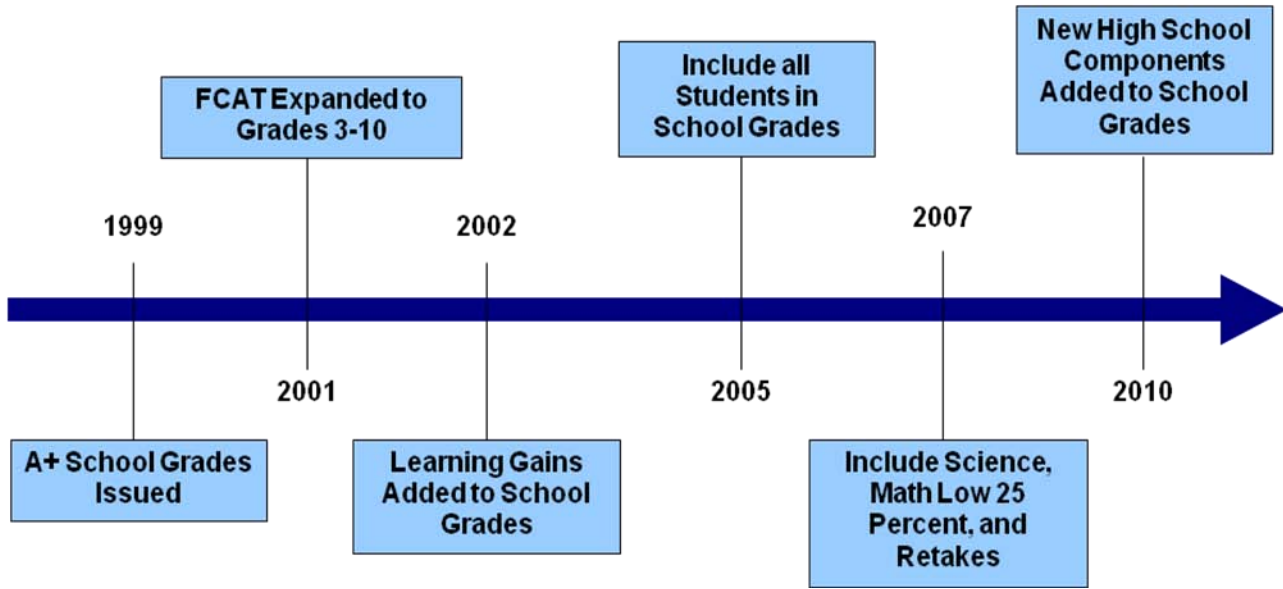 1999
A+ School Grades
Issued
FCAT Expanded to
Grades 3-10
2001
2002
Learning Gains
Added to School
Grades
Include all
Students in
School Grades
2005
2007
Include Science,
Math Low 25
Percent, and
Retakes
New High School
Components
Added to School
Grades
2010